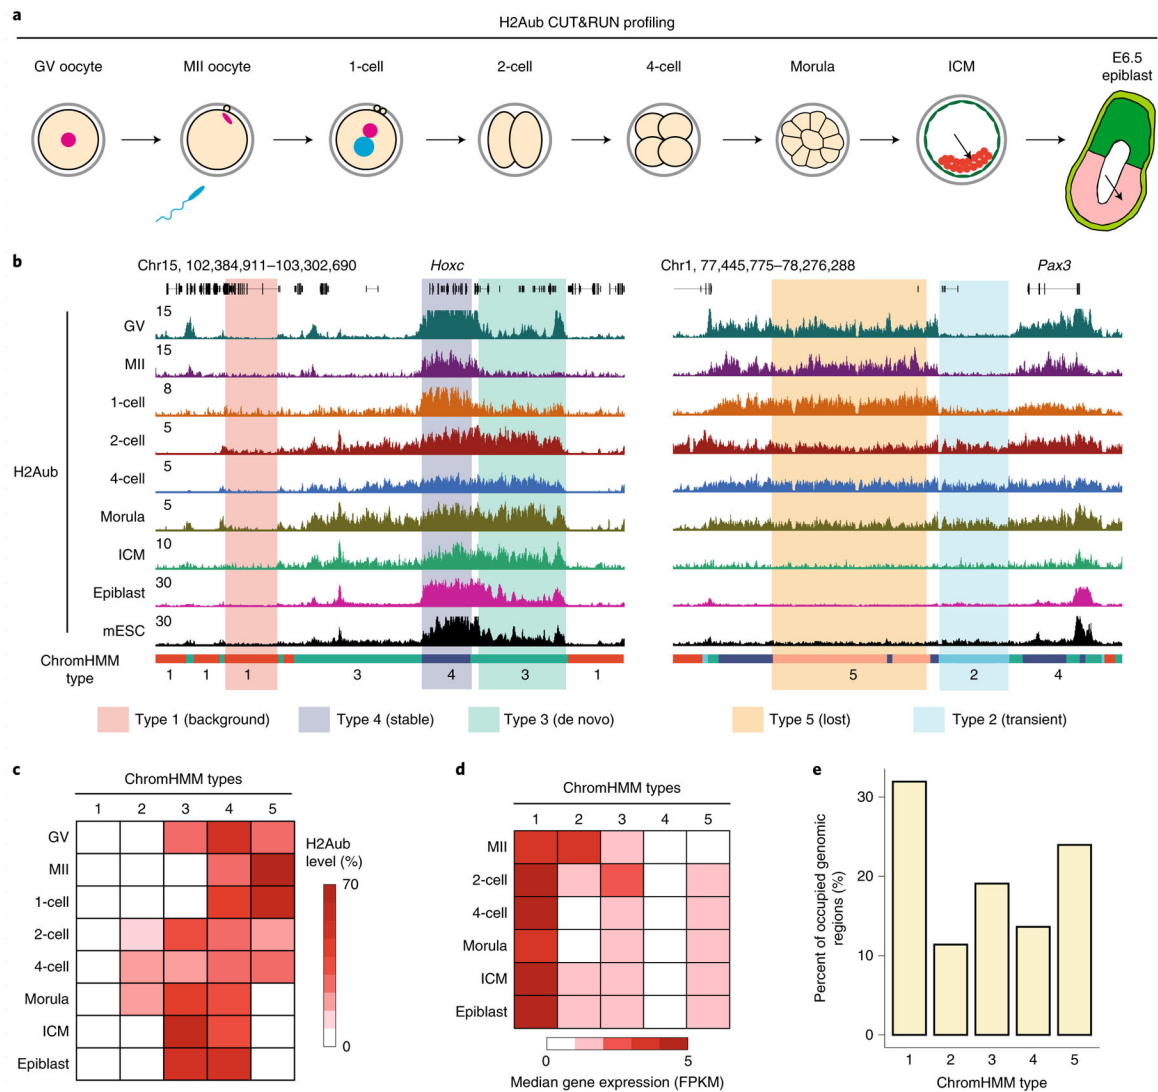 a
H2Aub CUT&RUN profiling
GV oocyte
MII oocyte
1-cell
2-cell
4-cell
Morula
ICM
E6.5
epiblast
b
Chr15, 102,384,911–103,302,690
Hoxc
Chr1, 77,445,775–78,276,288
Pax3
H2Aub
GV
15
MII
15
1-cell
8
2-cell
5
4-cell
5
Morula
5
ICM
10
Epiblast
30
mESC
30
ChromHMM
type
1 1 1 3 4 3 1
5 2 4
Type 1 (background)
Type 4 (stable)
Type 3 (de novo)
Type 5 (lost)
Type 2 (transient)
c
ChromHMM types
1 2 3 4 5
GV
MII
1-cell
2-cell
4-cell
Morula
ICM
Epiblast
H2Aub
level (%)
70
0
d
ChromHMM types
1 2 3 4 5
MII
2-cell
4-cell
Morula
ICM
Epiblast
0 5
Median gene expression (FPKM)
e
Percent of occupied genomic
regions (%)
30
20
10
0
1 2 3 4 5
ChromHMM type